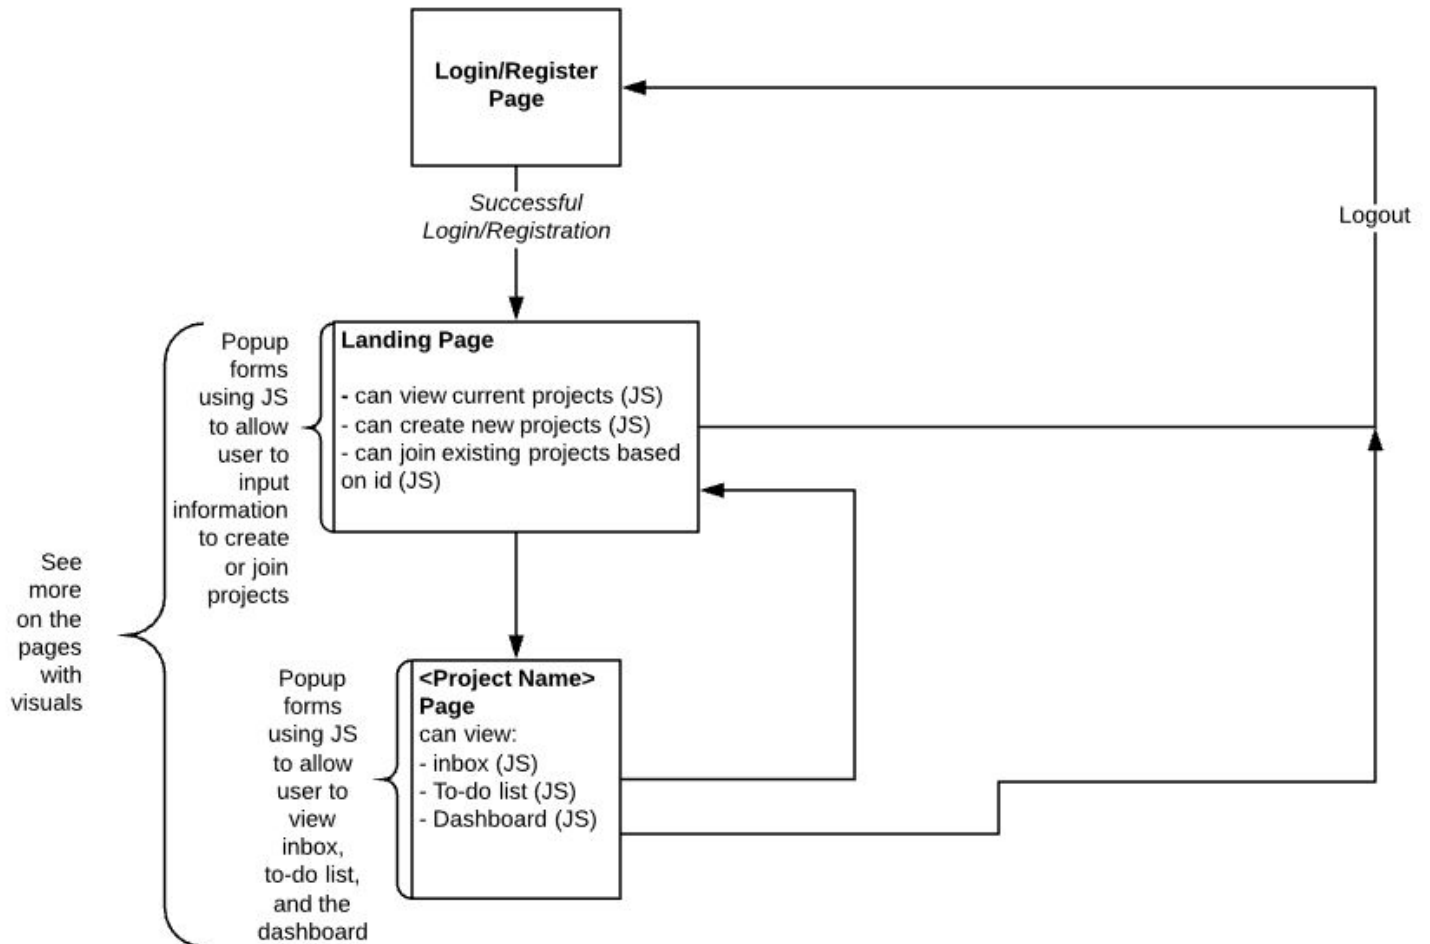 Login/Register
Page
Successful
Login/Registration
Logout
Popup
forms
using JS
to allow
user to
input
information
to create
or join
projects
Landing Page
- can view current projects (JS)
- can create new projects (JS)
- can join existing projects based
on id (JS)
See
more
on the
pages
with
visuals
Popup
forms
using JS
to allow
user to
view
inbox,
to-do list,
and the
dashboard
<Project Name>
Page
can view:
- inbox (JS)
- To-do list (JS)
- Dashboard (JS)